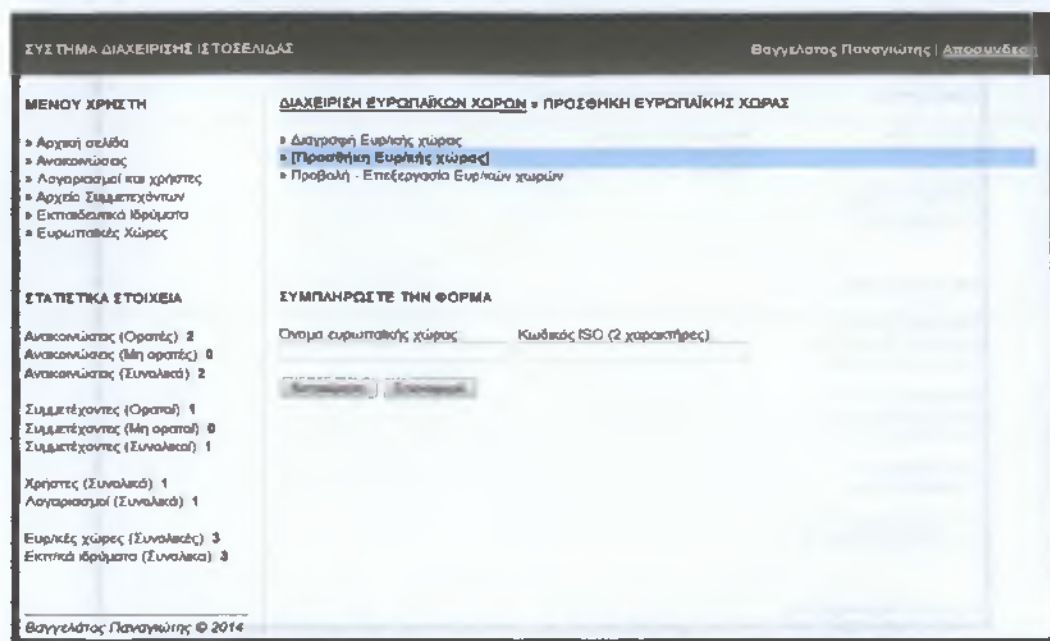 ΣΥΣΤΗΜΑ ΔΙΑΧΕΙΡΙΣΗΣ ΙΣΤΟΣΕΛΙΔΑΣ
Βαγγελάτος Παναγιώτης | Αποσυνδεση
ΜΕΝΟΥ ΧΡΗΣΤΗ
» Αρχική σελίδα
» Ανακοινώσεις
» Λογαριασμοί και χρήστες
» Αρχείο Συμμετεχόντων
» Εκπαιδευτικά Ιδρύματα
» Ευρωπαϊκές Χώρες
ΔΙΑΧΕΙΡΙΣΗ ΕΥΡΩΠΑΪΚΩΝ ΧΩΡΩΝ » ΠΡΟΣΘΗΚΗ ΕΥΡΩΠΑΪΚΗΣ ΧΩΡΑΣ
» Διαγραφή Ευρ/κής χώρας
» [Προσθήκη Ευρ/κής χώρας]
» Προβολή - Επεξεργασία Ευρ/κών χωρών
ΣΤΑΤΙΣΤΙΚΑ ΣΤΟΙΧΕΙΑ
Ανακοινώσεις (Ορατές) 2
Ανακοινώσεις (Μη ορατές) 0
Ανακοινώσεις (Συνολικά) 2
Συμμετέχοντες (Ορατοί) 1
Συμμετέχοντες (Μη ορατοί) 0
Συμμετέχοντες (Συνολικοί) 1
Χρήστες (Συνολικά) 1
Λογαριασμοί (Συνολικά) 1
Ευρ/κές χώρες (Συνολικές) 3
Εκπ/κά ιδρύματα (Συνολικα) 3
ΣΥΜΠΛΗΡΩΣΤΕ ΤΗΝ ΦΟΡΜΑ
Όνομα ευρωπαϊκής χώρας
Κωδικός ISO (2 χαρακτήρες)
Βαγγελάτος Παναγιώτης © 2014